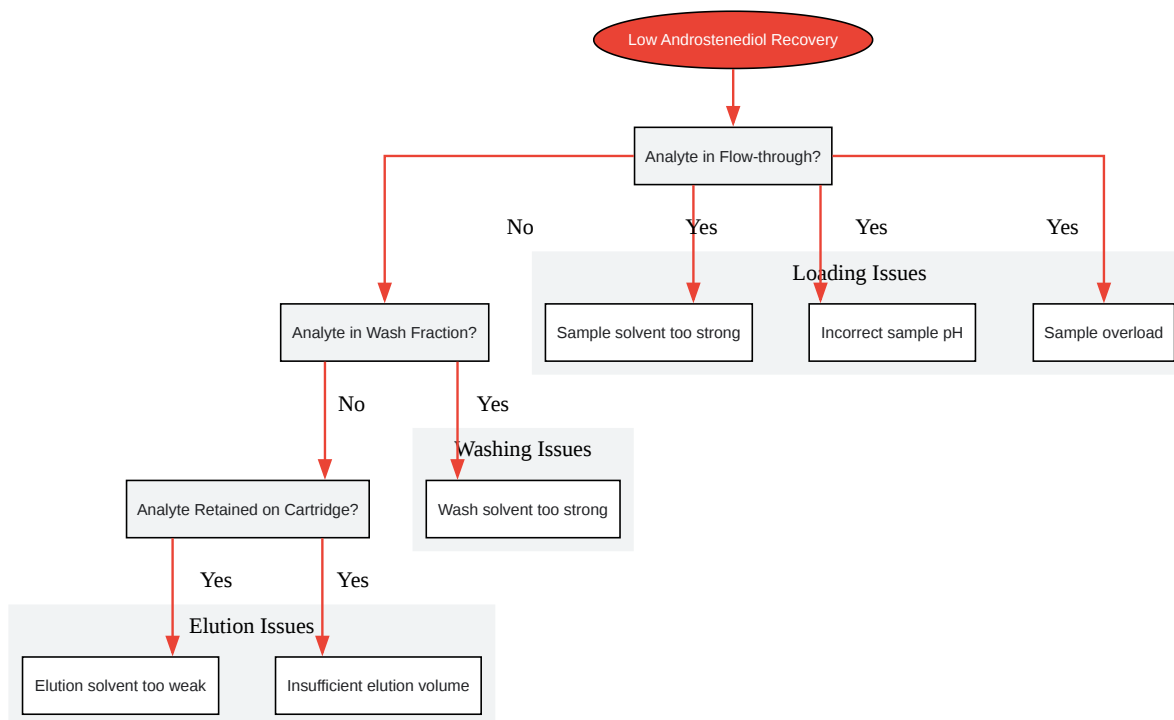 Low Androstenediol Recovery
Analyte in Flow-through?
No
Yes
Yes
Yes
Loading Issues
Analyte in Wash Fraction?
Sample solvent too strong
Incorrect sample pH
Sample overload
No
Yes
Washing Issues
Analyte Retained on Cartridge?
Wash solvent too strong
Yes
Yes
Elution Issues
Elution solvent too weak
Insufficient elution volume